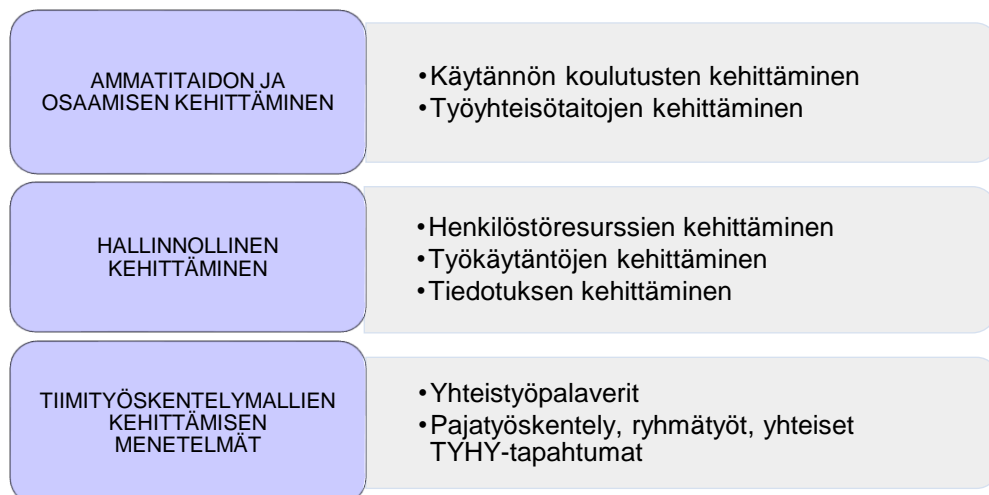 AMMATITAIDON JA
OSAAMISEN KEHITTÄMINEN
•Käytännön koulutusten kehittäminen
•Työyhteisötaitojen kehittäminen
HALLINNOLLINEN
KEHITTÄMINEN
•Henkilöstöresurssien kehittäminen
•Työkäytäntöjen kehittäminen
•Tiedotuksen kehittäminen
TIIMITYÖSKENTELYMALLIEN
KEHITTÄMISEN
MENETELMÄT
•Yhteistyöpalaverit
•Pajatyöskentely, ryhmätyöt, yhteiset
TYHY-tapahtumat